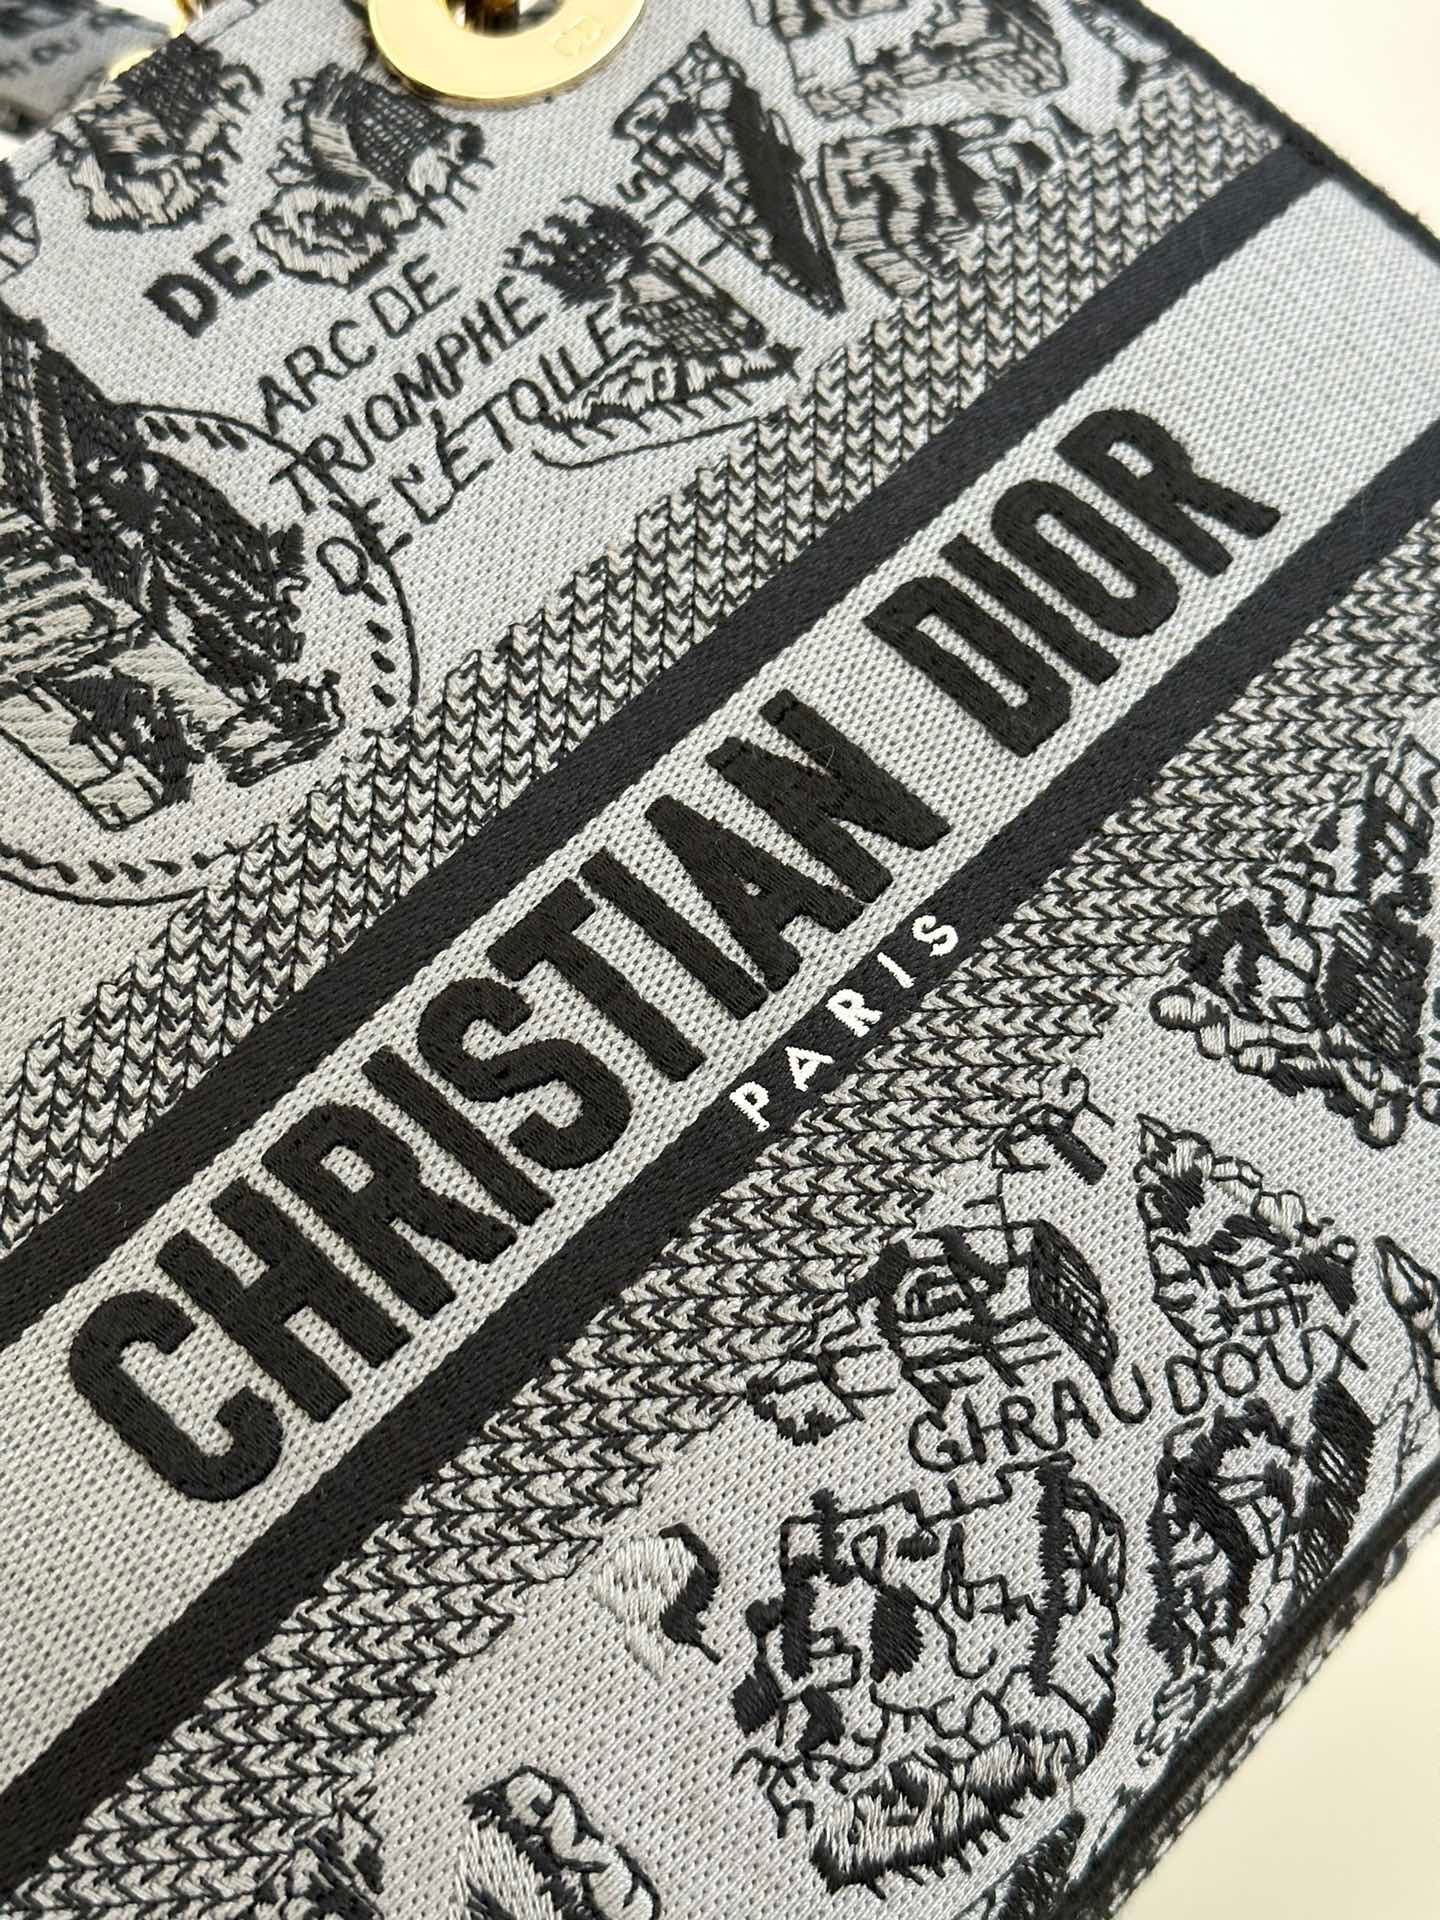 DE
ARC DE
TRIOMPHE
DE L'ÉTOILE
CHRISTIAN DIOR
PARIS
GIRAUDOUX